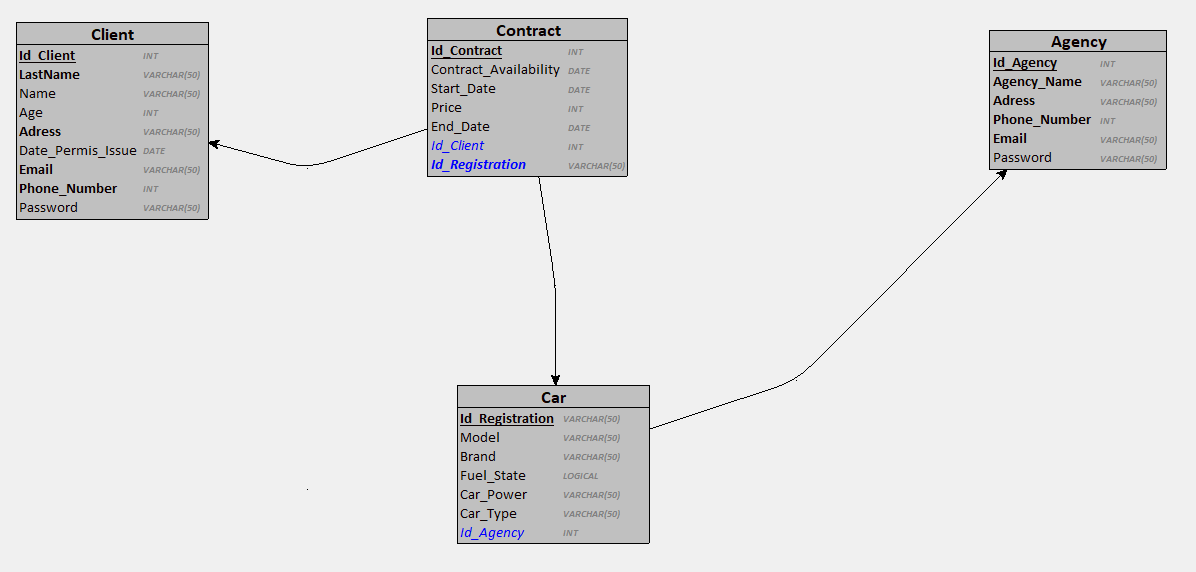 Client
Id_Client INT
LastName VARCHAR(50)
Name VARCHAR(50)
Age INT
Adress VARCHAR(50)
Date_Permis_Issue DATE
Email VARCHAR(50)
Phone_Number INT
Password VARCHAR(50)
Contract
Id_Contract INT
Contract_Availability DATE
Start_Date DATE
Price INT
End_Date DATE
Id_Client INT
Id_Registration VARCHAR(50)
Agency
Id_Agency INT
Agency_Name VARCHAR(50)
Adress VARCHAR(50)
Phone_Number INT
Email VARCHAR(50)
Password VARCHAR(50)
Car
Id_Registration VARCHAR(50)
Model VARCHAR(50)
Brand VARCHAR(50)
Fuel_State LOGICAL
Car_Power VARCHAR(50)
Car_Type VARCHAR(50)
Id_Agency INT